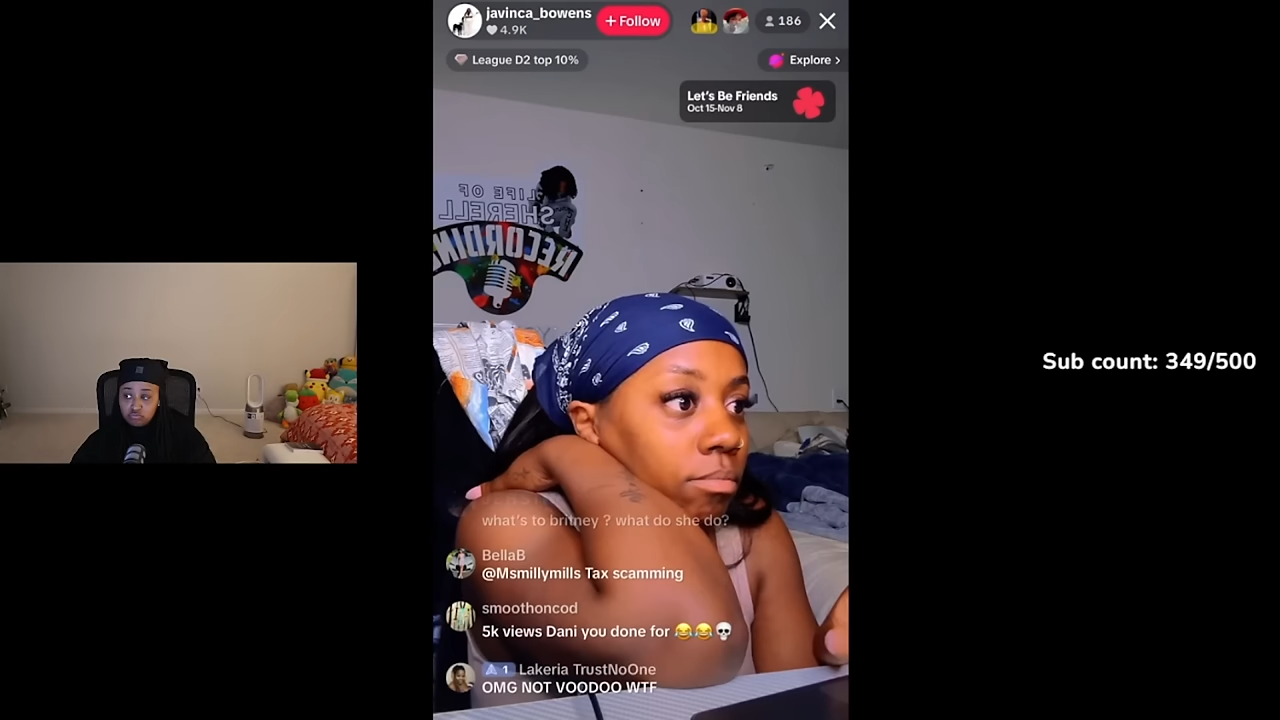 javinca_bowens
4.9K
+ Follow
186
League D2 top 10%
Explore >
Let's Be Friends
Oct 15-Nov 8
LIFE OF
SHERELL
RECORDIN
what's to britney ? what do she do?
BellaB
@Msmillymills Tax scamming
smoothoncod
5k views Dani you done for 😂😂💀
1 Lakeria TrustNoOne
OMG NOT VOODOO WTF
Sub count: 349/500